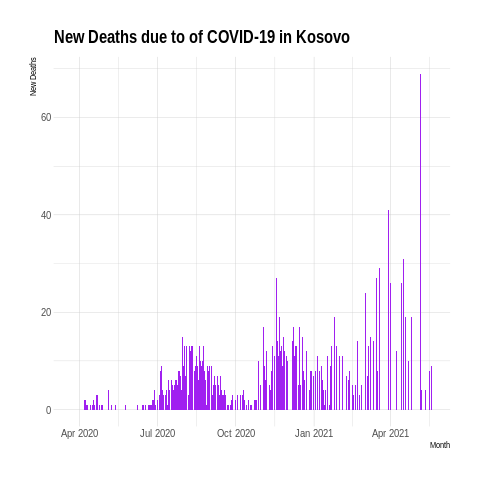 New Deaths due to of COVID-19 in Kosovo
New Deaths
60
40
20
0
Apr 2020 Jul 2020 Oct 2020 Jan 2021 Apr 2021
Month